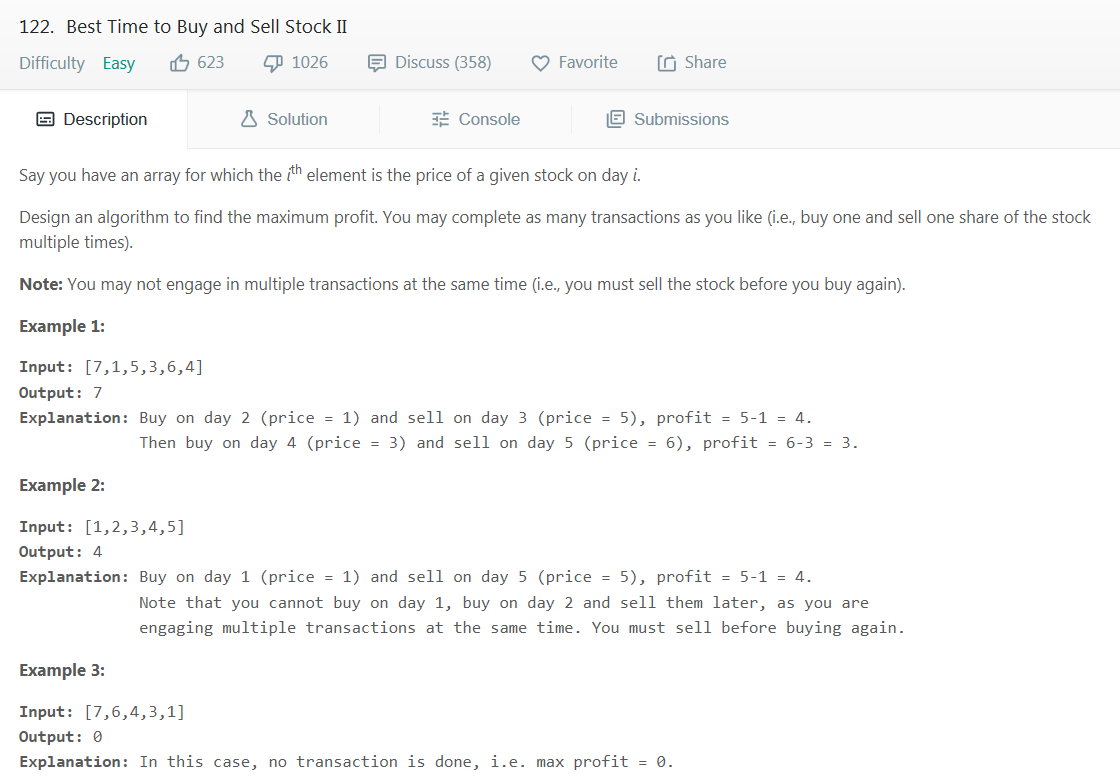 122. Best Time to Buy and Sell Stock II
Difficulty Easy 623 1026 Discuss (358) Favorite Share
Description Solution Console Submissions
Say you have an array for which the ith element is the price of a given stock on day i.
Design an algorithm to find the maximum profit. You may complete as many transactions as you like (i.e., buy one and sell one share of the stock
multiple times).
Note: You may not engage in multiple transactions at the same time (i.e., you must sell the stock before you buy again).
Example 1:
Input: [7,1,5,3,6,4]
Output: 7
Explanation: Buy on day 2 (price = 1) and sell on day 3 (price = 5), profit = 5-1 = 4.
Then buy on day 4 (price = 3) and sell on day 5 (price = 6), profit = 6-3 = 3.
Example 2:
Input: [1,2,3,4,5]
Output: 4
Explanation: Buy on day 1 (price = 1) and sell on day 5 (price = 5), profit = 5-1 = 4.
Note that you cannot buy on day 1, buy on day 2 and sell them later, as you are
engaging multiple transactions at the same time. You must sell before buying again.
Example 3:
Input: [7,6,4,3,1]
Output: 0
Explanation: In this case, no transaction is done, i.e. max profit = 0.